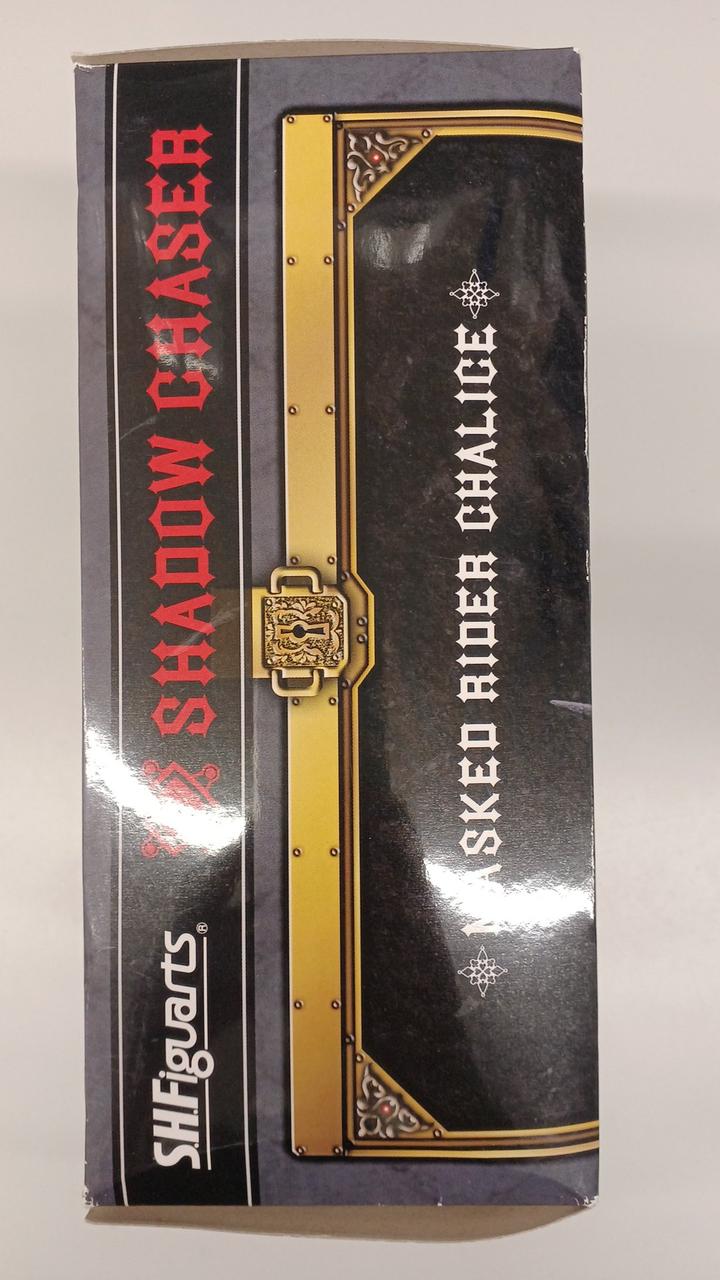 S.H.Figuarts®
SHADOW CHASER
MASKED RIDER CHALICE